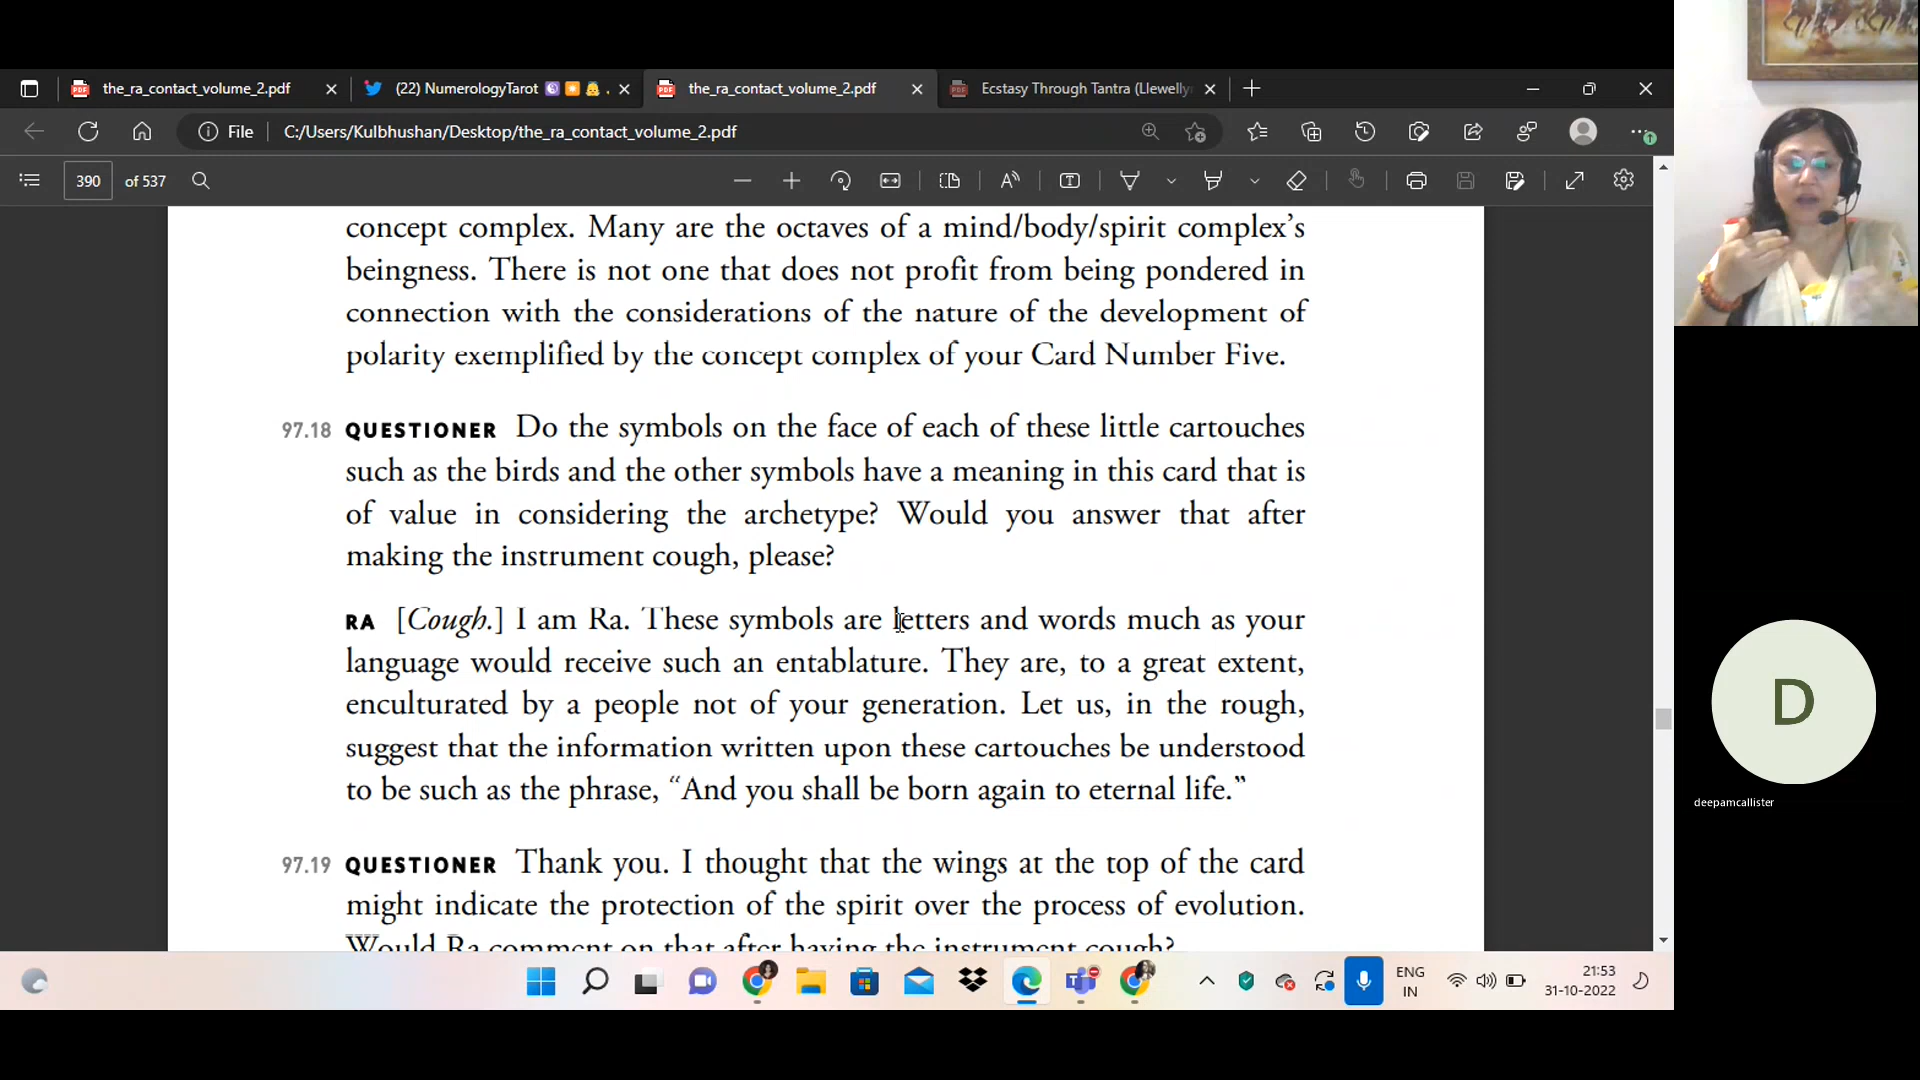 the_ra_contact_volume_2.pdf
(22) NumerologyTarot
the_ra_contact_volume_2.pdf
Ecstasy Through Tantra (Llewelly
File
C:/Users/Kulbhushan/Desktop/the_ra_contact_volume_2.pdf
390 of 537
concept complex. Many are the octaves of a mind/body/spirit complex’s
beingness. There is not one that does not profit from being pondered in
connection with the considerations of the nature of the development of
polarity exemplified by the concept complex of your Card Number Five.
97.18 QUESTIONER Do the symbols on the face of each of these little cartouches
such as the birds and the other symbols have a meaning in this card that is
of value in considering the archetype? Would you answer that after
making the instrument cough, please?
RA [Cough.] I am Ra. These symbols are letters and words much as your
language would receive such an entablature. They are, to a great extent,
enculturated by a people not of your generation. Let us, in the rough,
suggest that the information written upon these cartouches be understood
to be such as the phrase, “And you shall be born again to eternal life.”
97.19 QUESTIONER Thank you. I thought that the wings at the top of the card
might indicate the protection of the spirit over the process of evolution.
Would Ra comment on that after having the instrument cough?
D
deepamcallister
ENG
IN
21:53
31-10-2022